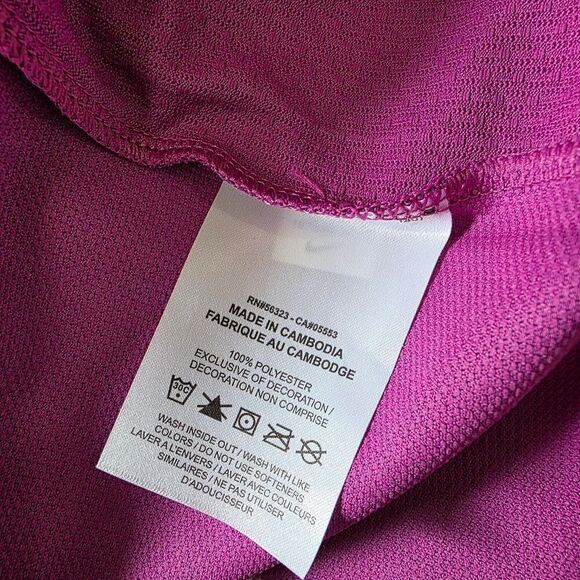 RN#56323 - CA#05553
MADE IN CAMBODIA
FABRIQUE AU CAMBODGE
100% POLYESTER
EXCLUSIVE OF DECORATION /
DECORATION NON COMPRISE
30C
WASH INSIDE OUT / WASH WITH LIKE
COLORS / DO NOT USE SOFTENERS
LAVER A L'ENVERS / LAVER AVEC COULEURS
SIMILAIRES / NE PAS UTILISER
D'ADOUCISSEUR